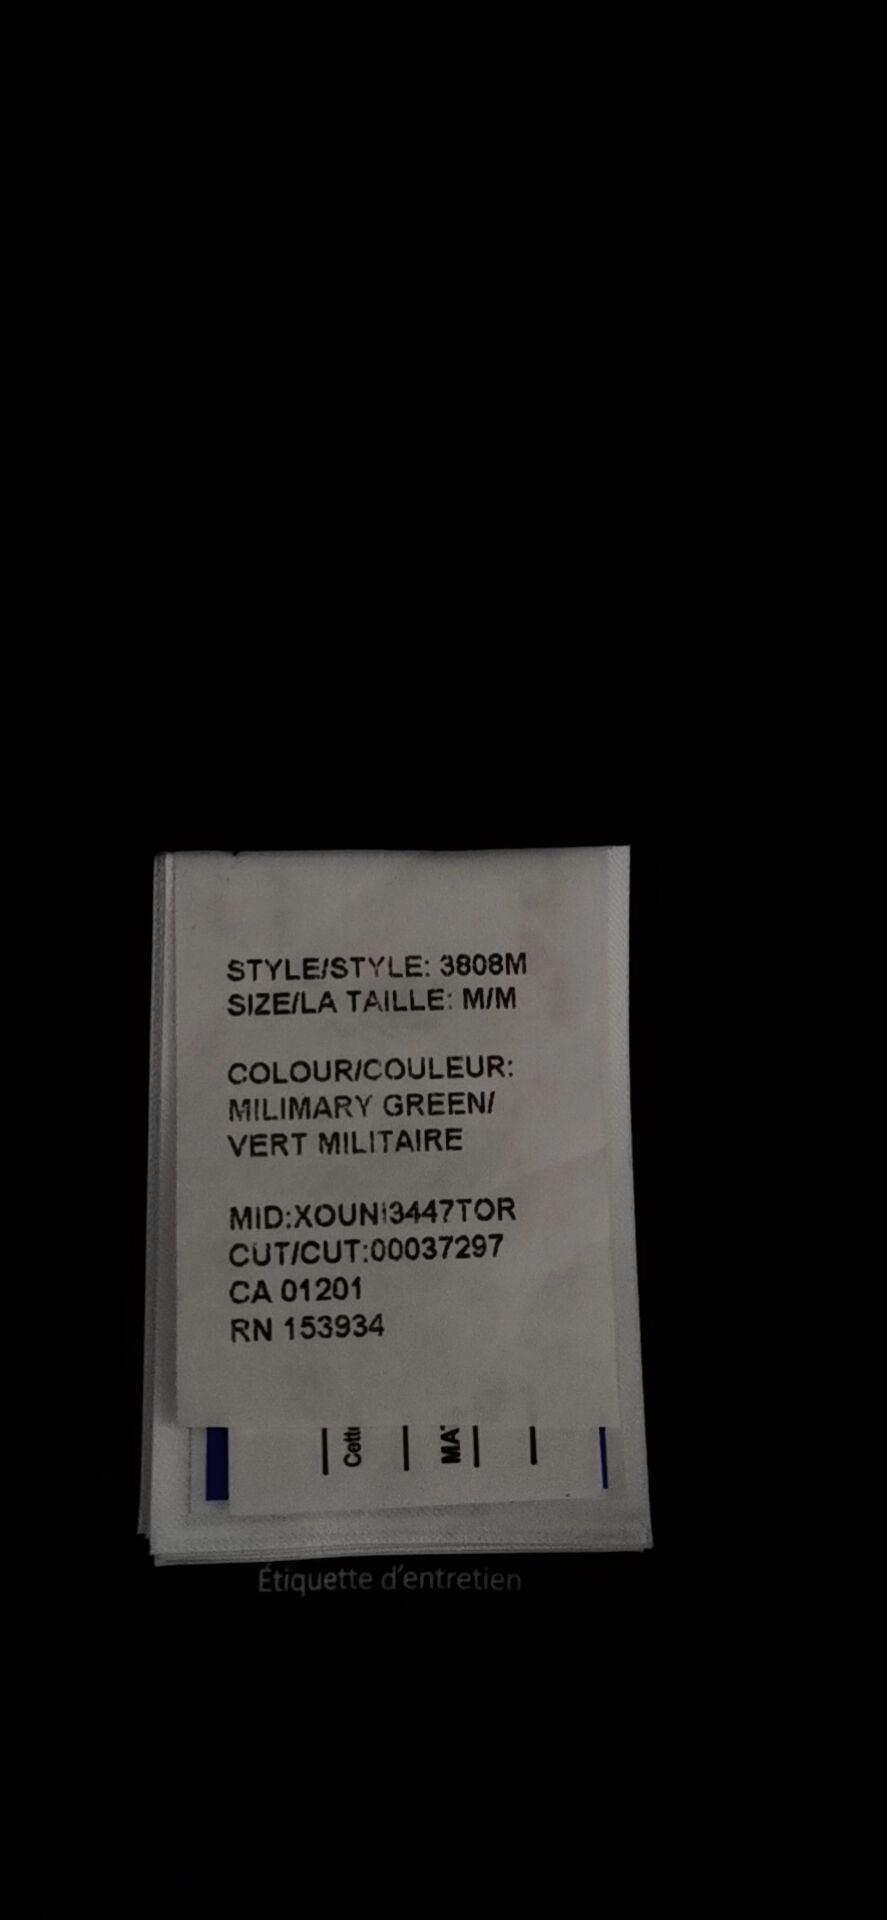 STYLE/STYLE: 3808M
SIZE/LA TAILLE: M/M
COLOUR/COULEUR:
MILIMARY GREEN/
VERT MILITAIRE
MID:XOUNI3447TOR
CUT/CUT:00037297
CA 01201
RN 153934
Étiquette d'entretien